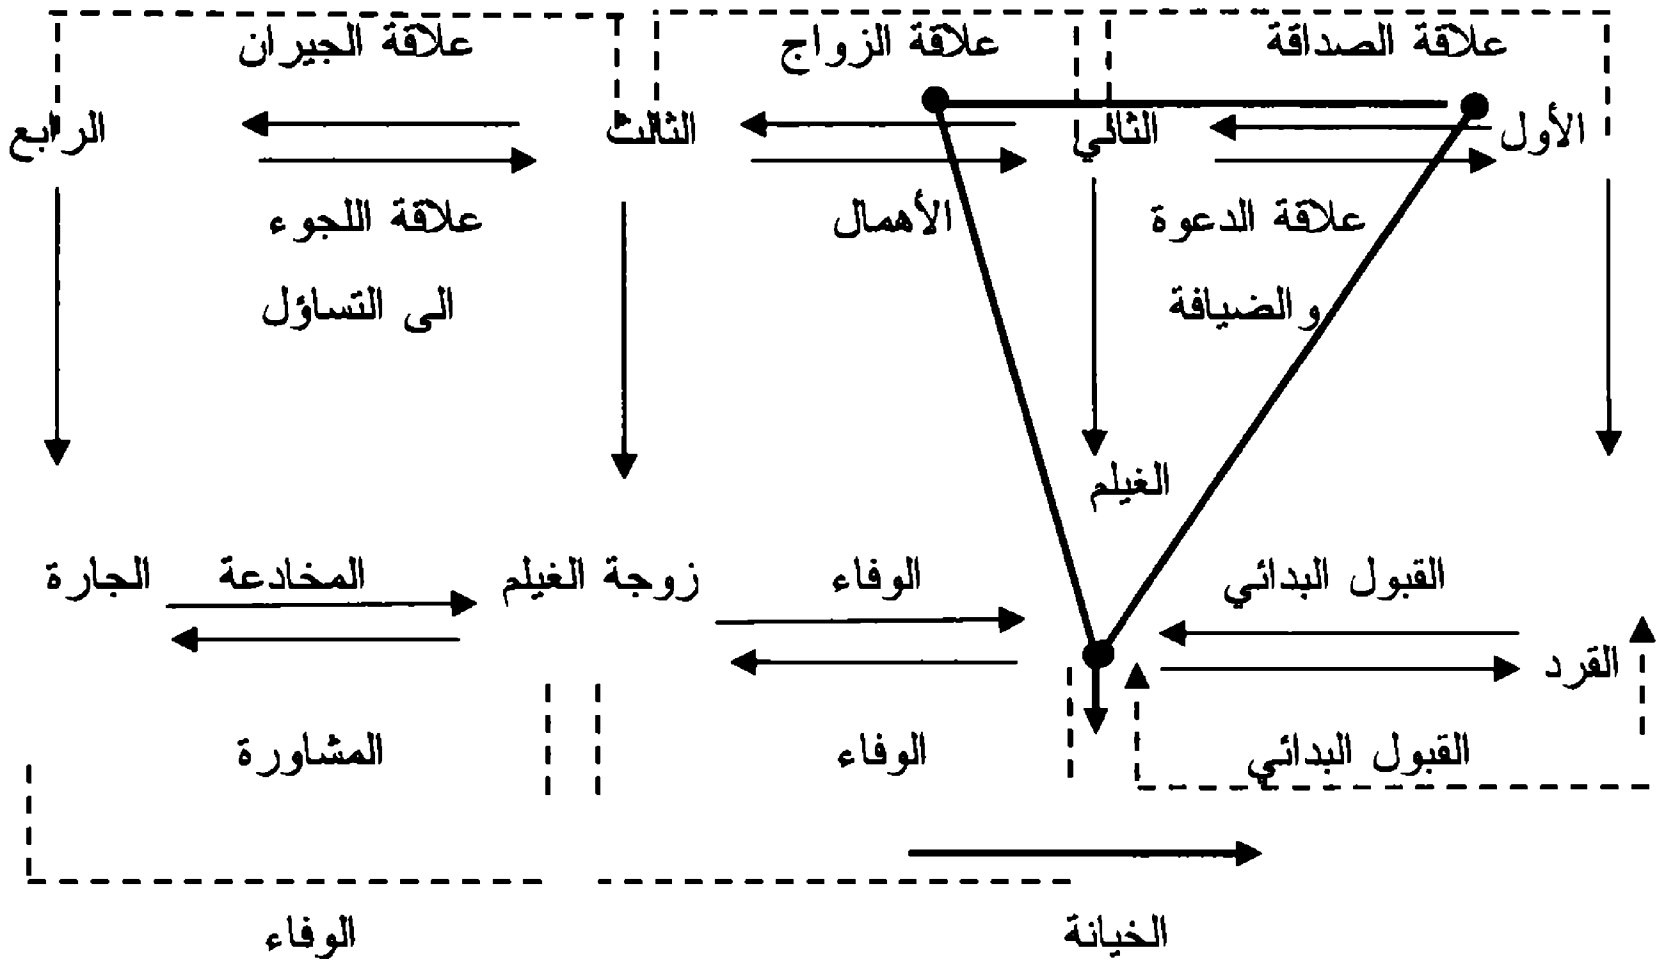 علاقة الصداقة علاقة الزواج علاقة الجيران
الأول الثاني الثالث الرابع
علاقة الدعوة الأهمال علاقة اللجوء
والضيافة الى التساؤل
الغيلم
القبول البدائي الوفاء زوجة الغيلم المخادعة الجارة
القرد
القبول البدائي الوفاء المشاورة
الخيانة الوفاء